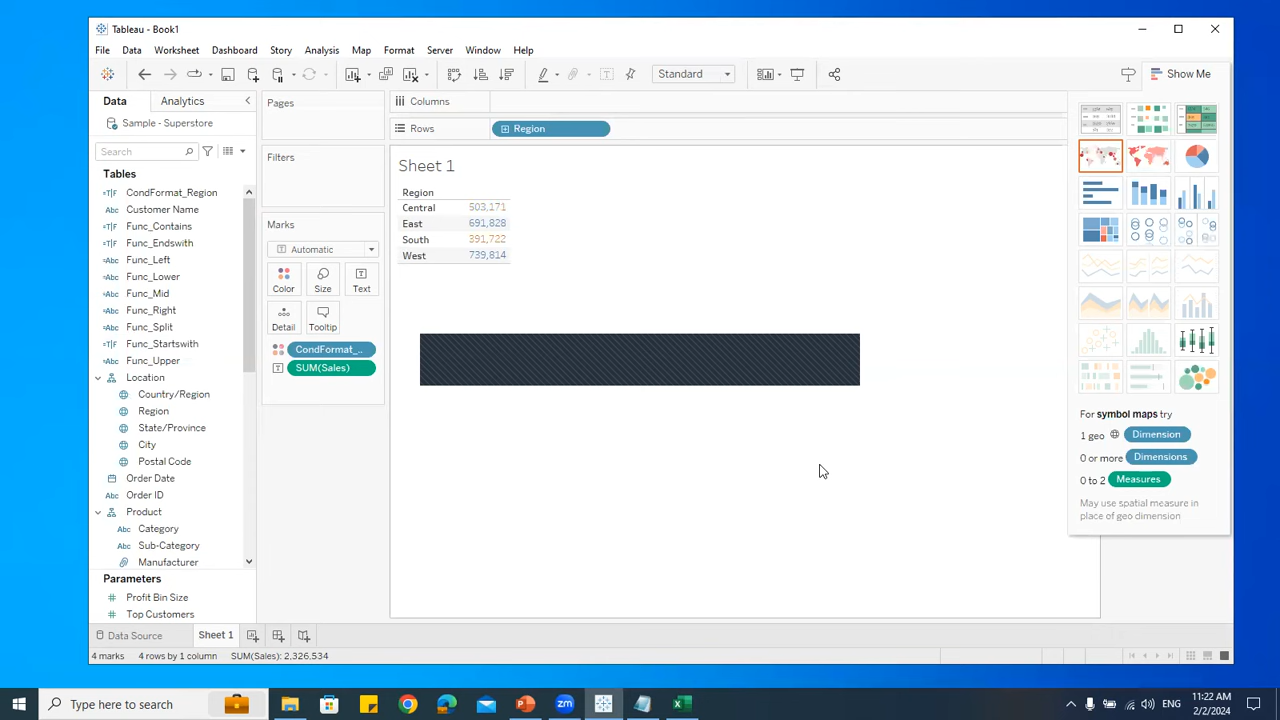 Tableau - Book1
File Data Worksheet Dashboard Story Analysis Map Format Server Window Help
Standard
Show Me
Data Analytics
Sample - Superstore
Search
Tables
CondFormat_Region
Customer Name
Func_Contains
Func_Endswith
Func_Left
Func_Lower
Func_Mid
Func_Right
Func_Split
Func_Startswith
Func_Upper
Location
Country/Region
Region
State/Province
City
Postal Code
Order Date
Order ID
Product
Category
Sub-Category
Manufacturer
Parameters
Profit Bin Size
Top Customers
Pages
Filters
Marks
Automatic
Color Size Text
Detail Tooltip
CondFormat_..
SUM(Sales)
Columns
Rows Region
Sheet 1
Region
Central 503,171
East 691,828
South 391,722
West 739,814
For symbol maps try
1 geo Dimension
0 or more Dimensions
0 to 2 Measures
May use spatial measure in
place of geo dimension
Data Source Sheet 1
4 marks 4 rows by 1 column SUM(Sales): 2,326,534
Type here to search
ENG
11:22 AM
2/2/2024